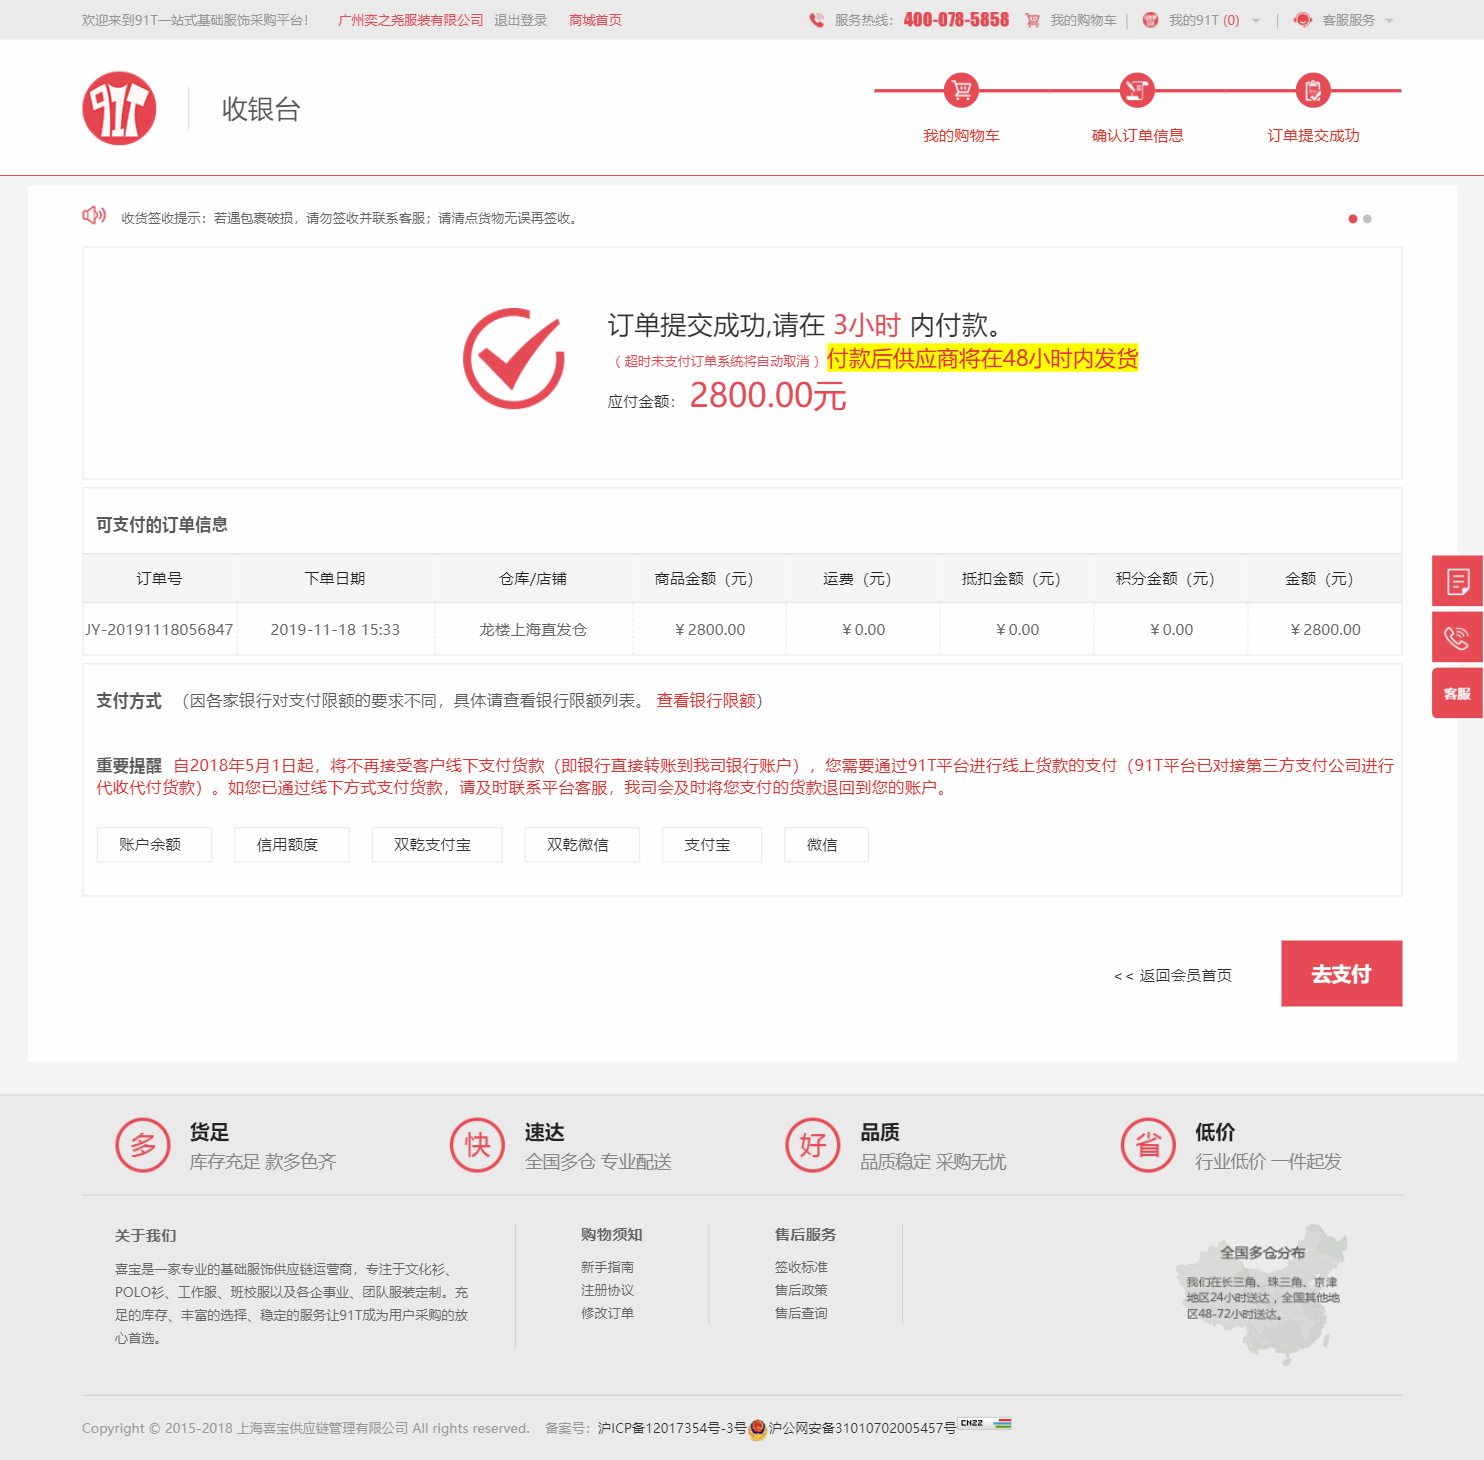 欢迎来到91T一站式基础服饰采购平台! 广州奕之尧服装有限公司 退出登录 商城首页 服务热线: 400-078-5858 我的购物车 | 我的91T (0) | 客服服务
91T 收银台
我的购物车 确认订单信息 订单提交成功
收货签收提示：若遇包裹破损，请勿签收并联系客服；请清点货物无误再签收。
订单提交成功,请在 3小时 内付款。
（ 超时未支付订单系统将自动取消 ）付款后供应商将在48小时内发货
应付金额： 2800.00元
可支付的订单信息
订单号 下单日期 仓库/店铺 商品金额（元） 运费（元） 抵扣金额（元） 积分金额（元） 金额（元）
JY-20191118056847 2019-11-18 15:33 龙楼上海直发仓 ¥ 2800.00 ¥ 0.00 ¥ 0.00 ¥ 0.00 ¥ 2800.00
客服
支付方式 （因各家银行对支付限额的要求不同，具体请查看银行限额列表。 查看银行限额）
重要提醒 自2018年5月1日起，将不再接受客户线下支付货款（即银行直接转账到我司银行账户），您需要通过91T平台进行线上货款的支付（91T平台已对接第三方支付公司进行
代收代付货款）。如您已通过线下方式支付货款，请及时联系平台客服，我司会及时将您支付的货款退回到您的账户。
账户余额 信用额度 双乾支付宝 双乾微信 支付宝 微信
<< 返回会员首页 去支付
多 货足 快 速达 好 品质 省 低价
库存充足 款多色齐 全国多仓 专业配送 品质稳定 采购无忧 行业低价 一件起发
关于我们
喜宝是一家专业的基础服饰供应链运营商，专注于文化衫、
POLO衫、工作服、班校服以及各企事业、团队服装定制。充
足的库存、丰富的选择、稳定的服务让91T成为用户采购的放
心首选。
购物须知
新手指南
注册协议
修改订单
售后服务
签收标准
售后政策
售后查询
全国多仓分布
我们在长三角、珠三角、京津
地区24小时送达，全国其他地
区48-72小时送达。
Copyright © 2015-2018 上海喜宝供应链管理有限公司 All rights reserved. 备案号：沪ICP备12017354号-3号 沪公网安备31010702005457号 CNZZ